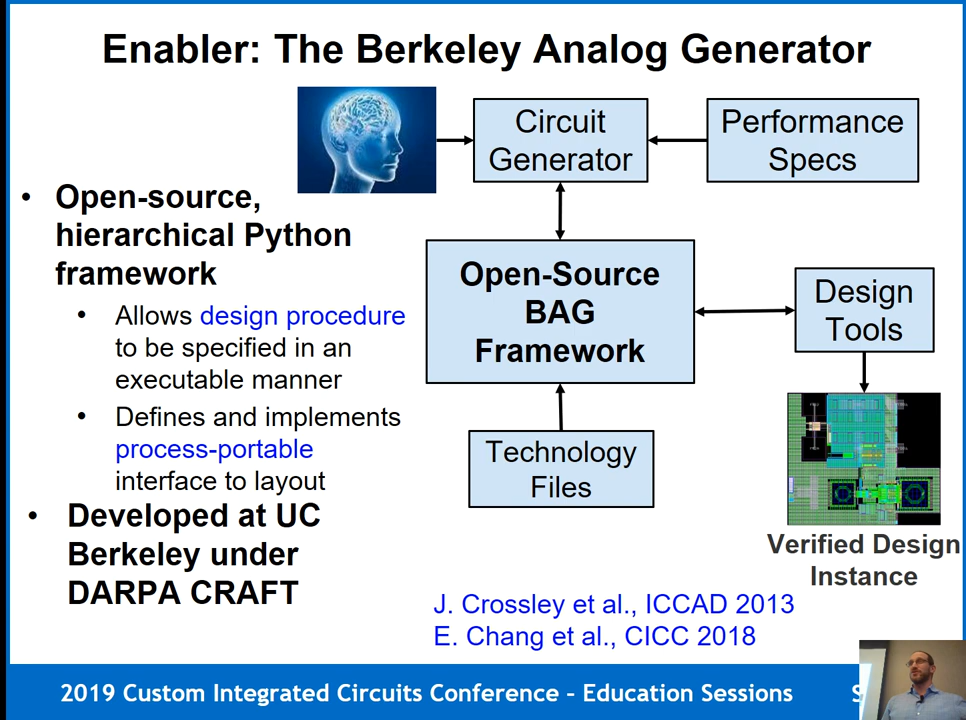 Enabler: The Berkeley Analog Generator
Circuit
Generator
Performance
Specs
• Open-source,
hierarchical Python
framework
• Allows design procedure
to be specified in an
executable manner
• Defines and implements
process-portable
interface to layout
• Developed at UC
Berkeley under
DARPA CRAFT
Open-Source
BAG
Framework
Design
Tools
Technology
Files
Verified Design
Instance
J. Crossley et al., ICCAD 2013
E. Chang et al., CICC 2018
2019 Custom Integrated Circuits Conference – Education Sessions